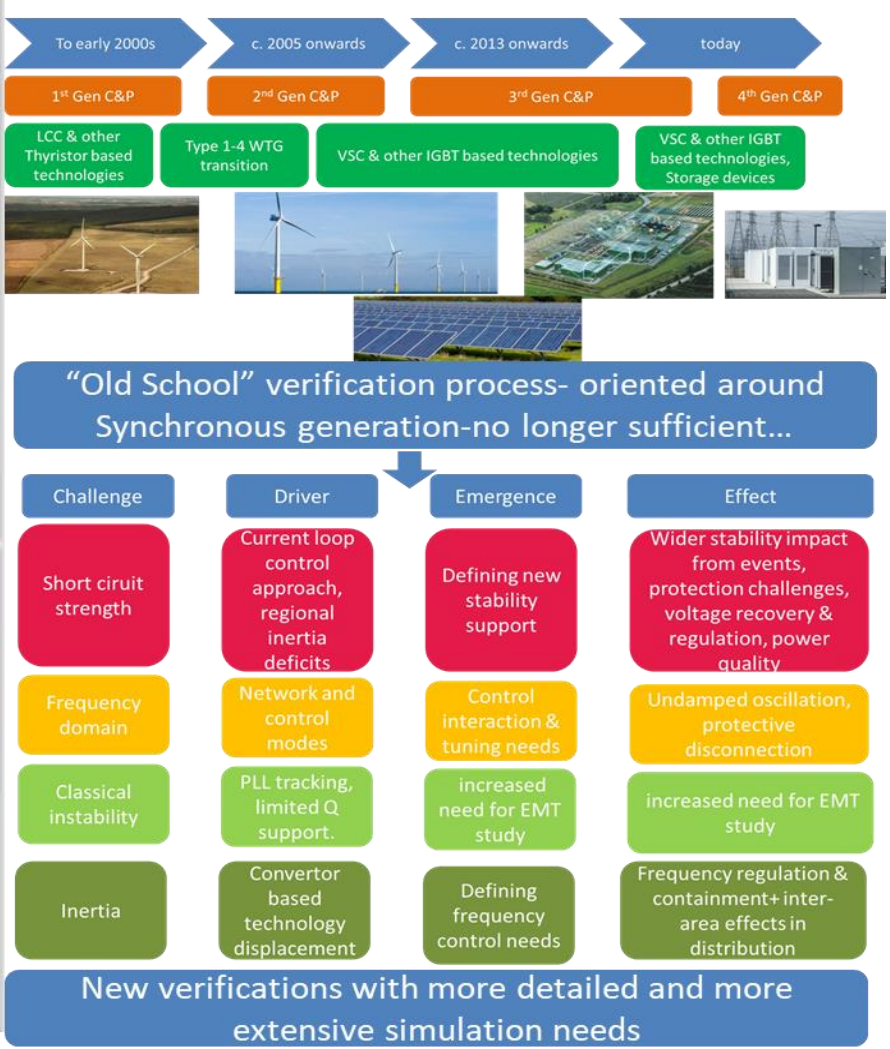 To early 2000s
c. 2005 onwards
c. 2013 onwards
today
1st Gen C&P
2nd Gen C&P
3rd Gen C&P
4th Gen C&P
LCC & other
Thyristor based
technologies
Type 1-4 WTG
transition
VSC & other IGBT based technologies
VSC & other IGBT
based technologies,
Storage devices
“Old School” verification process- oriented around
Synchronous generation-no longer sufficient...
Challenge
Driver
Emergence
Effect
Short ciruit
strength
Current loop
control
approach,
regional
inertia
deficits
Defining new
stability
support
Wider stability impact
from events,
protection challenges,
voltage recovery &
regulation, power
quality
Frequency
domain
Network and
control
modes
Control
interaction &
tuning needs
Undamped oscillation,
protective
disconnection
Classical
instability
PLL tracking,
limited Q
support.
increased
need for EMT
study
increased need for EMT
study
Inertia
Convertor
based
technology
displacement
Defining
frequency
control needs
Frequency regulation &
containment+ inter-
area effects in
distribution
New verifications with more detailed and more
extensive simulation needs